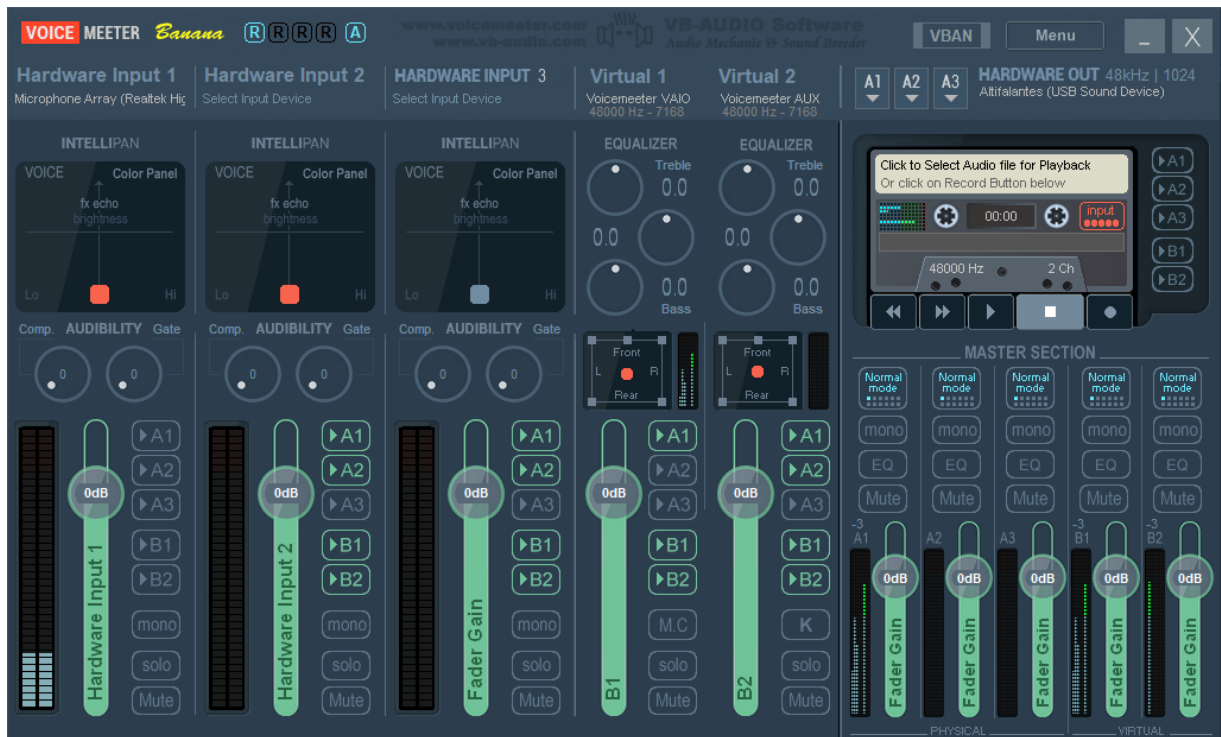 VOICE MEETER Banana R R R R A www.voicemeeter.com VB-AUDIO Software VBAN Menu _ X
www.vb-audio.com Audio Mechanic & Sound Breeder
Hardware Input 1 Hardware Input 2 HARDWARE INPUT 3 Virtual 1 Virtual 2 A1 A2 A3 HARDWARE OUT 48kHz | 1024
Microphone Array (Realtek Hig Select Input Device Select Input Device Voicemeeter VAIO Voicemeeter AUX Altifalantes (USB Sound Device)
48000 Hz - 7168 48000 Hz - 7168
INTELLIPAN INTELLIPAN INTELLIPAN EQUALIZER EQUALIZER
VOICE Color Panel VOICE Color Panel VOICE Color Panel Treble Treble Click to Select Audio file for Playback A1
fx echo fx echo fx echo 0.0 0.0 Or click on Record Button below A2
brightness brightness brightness 00:00 input A3
0.0 0.0 B1
48000 Hz 2 Ch B2
Lo Hi Lo Hi Lo Hi 0.0 0.0
Bass Bass
Comp. AUDIBILITY Gate Comp. AUDIBILITY Gate Comp. AUDIBILITY Gate
0 0 0 0 0 0
Front Front MASTER SECTION
L R L R
Rear Rear
Normal mode Normal mode Normal mode Normal mode Normal mode
A1 A1 A1 A1 A1 mono mono mono mono mono
A2 A2 A2 A2 A2 EQ EQ EQ EQ EQ
0dB 0dB 0dB 0dB 0dB
A3 A3 A3 A3 A3 Mute Mute Mute Mute Mute
-3 -3 -3
B1 B1 B1 B1 B1 A1 A2 A3 B1 B2
B2 B2 B2 B2 B2 0dB 0dB 0dB 0dB 0dB
mono mono mono M.C K
solo solo solo solo solo
Mute Mute Mute Mute Mute
Hardware Input 1 Hardware Input 2 Fader Gain B1 B2 Fader Gain Fader Gain Fader Gain Fader Gain Fader Gain
PHYSICAL VIRTUAL